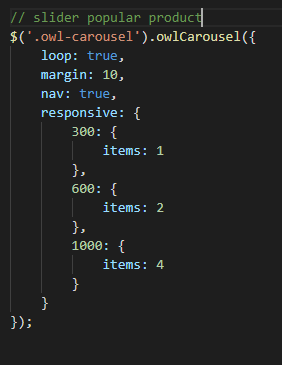 // slider popular product
$('.owl-carousel').owlCarousel({
    loop: true,
    margin: 10,
    nav: true,
    responsive: {
        300: {
            items: 1
        },
        600: {
            items: 2
        },
        1000: {
            items: 4
        }
    }
});